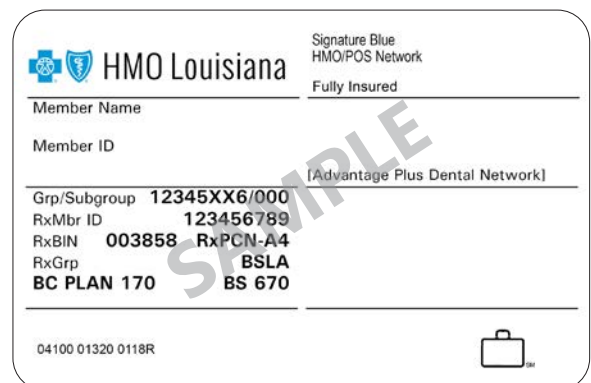 HMO Louisiana
Signature Blue
HMO/POS Network
Fully Insured
Member Name
Member ID
[Advantage Plus Dental Network]
Grp/Subgroup 12345XX6/000
RxMbr ID 123456789
RxBIN 003858 RxPCN-A4
RxGrp BSLA
BC PLAN 170 BS 670
SAMPLE
04100 01320 0118R
SM